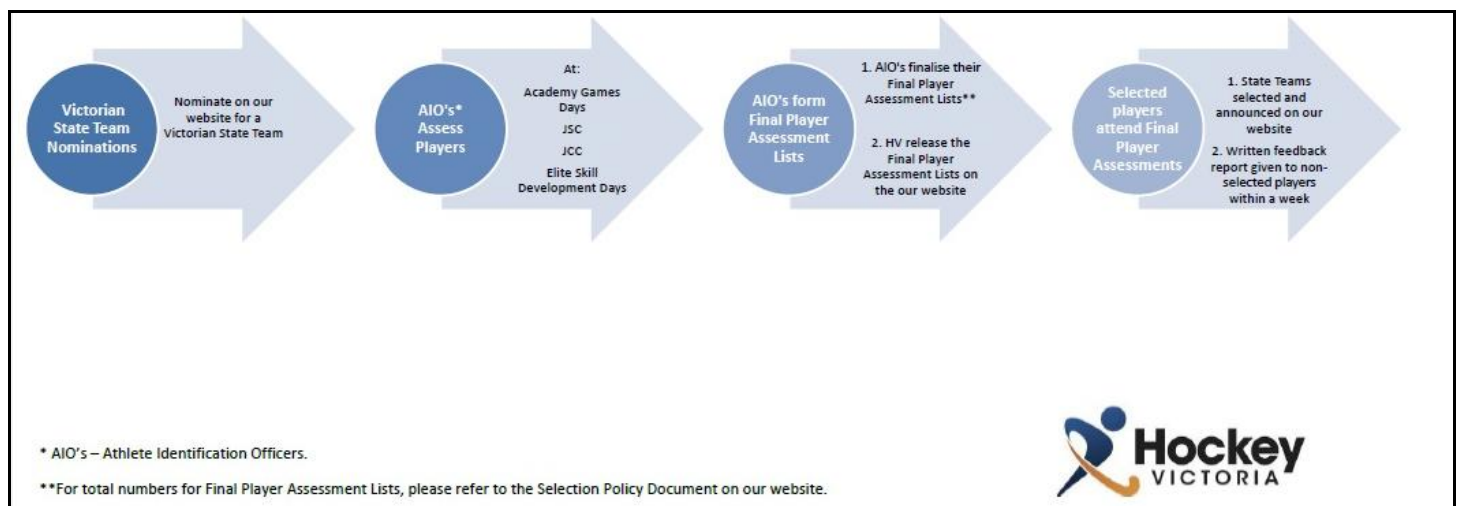 Victorian
State Team
Nominations
Nominate on our
website for a
Victorian State Team
AIO's*
Assess
Players
At:
Academy Games
Days
JSC
JCC
Elite Skill
Development Days
AIO's form
Final Player
Assessment
Lists
1. AIO's finalise their
Final Player
Assessment Lists**
2. HV release the
Final Player
Assessment Lists on
the our website
Selected
players
attend Final
Player
Assessments
1. State Teams
selected and
announced on our
website
2. Written feedback
report given to non-
selected players
within a week
* AIO's – Athlete Identification Officers.
**For total numbers for Final Player Assessment Lists, please refer to the Selection Policy Document on our website.
Hockey
VICTORIA